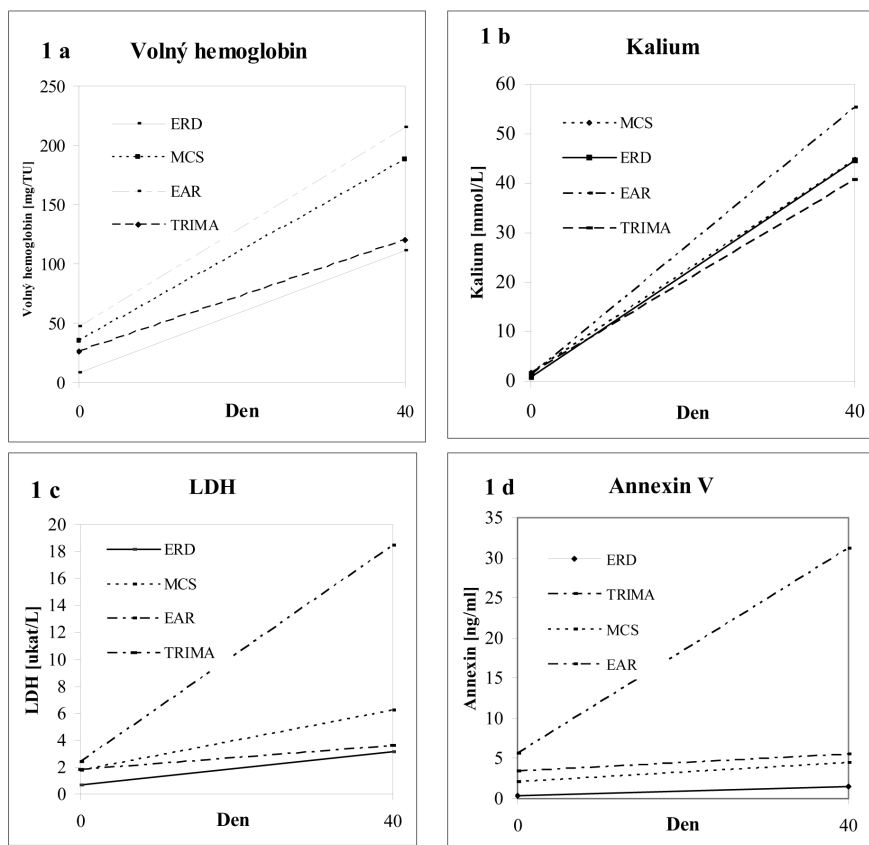 1 a
Volný hemoglobin
250
200
150
100
50
0
Volný hemoglobin [mg/TU]
ERD
MCS
EAR
TRIMA
0
Den
40
1 b
Kalium
60
50
40
30
20
10
0
Kalium [mmol/L]
MCS
ERD
EAR
TRIMA
0
Den
40
1 c
LDH
20
18
16
14
12
10
8
6
4
2
0
LDH [ukat/L]
ERD
MCS
EAR
TRIMA
0
Den
40
1 d
Annexin V
35
30
25
20
15
10
5
0
Annexin [ng/ml]
ERD
TRIMA
MCS
EAR
0
Den
40